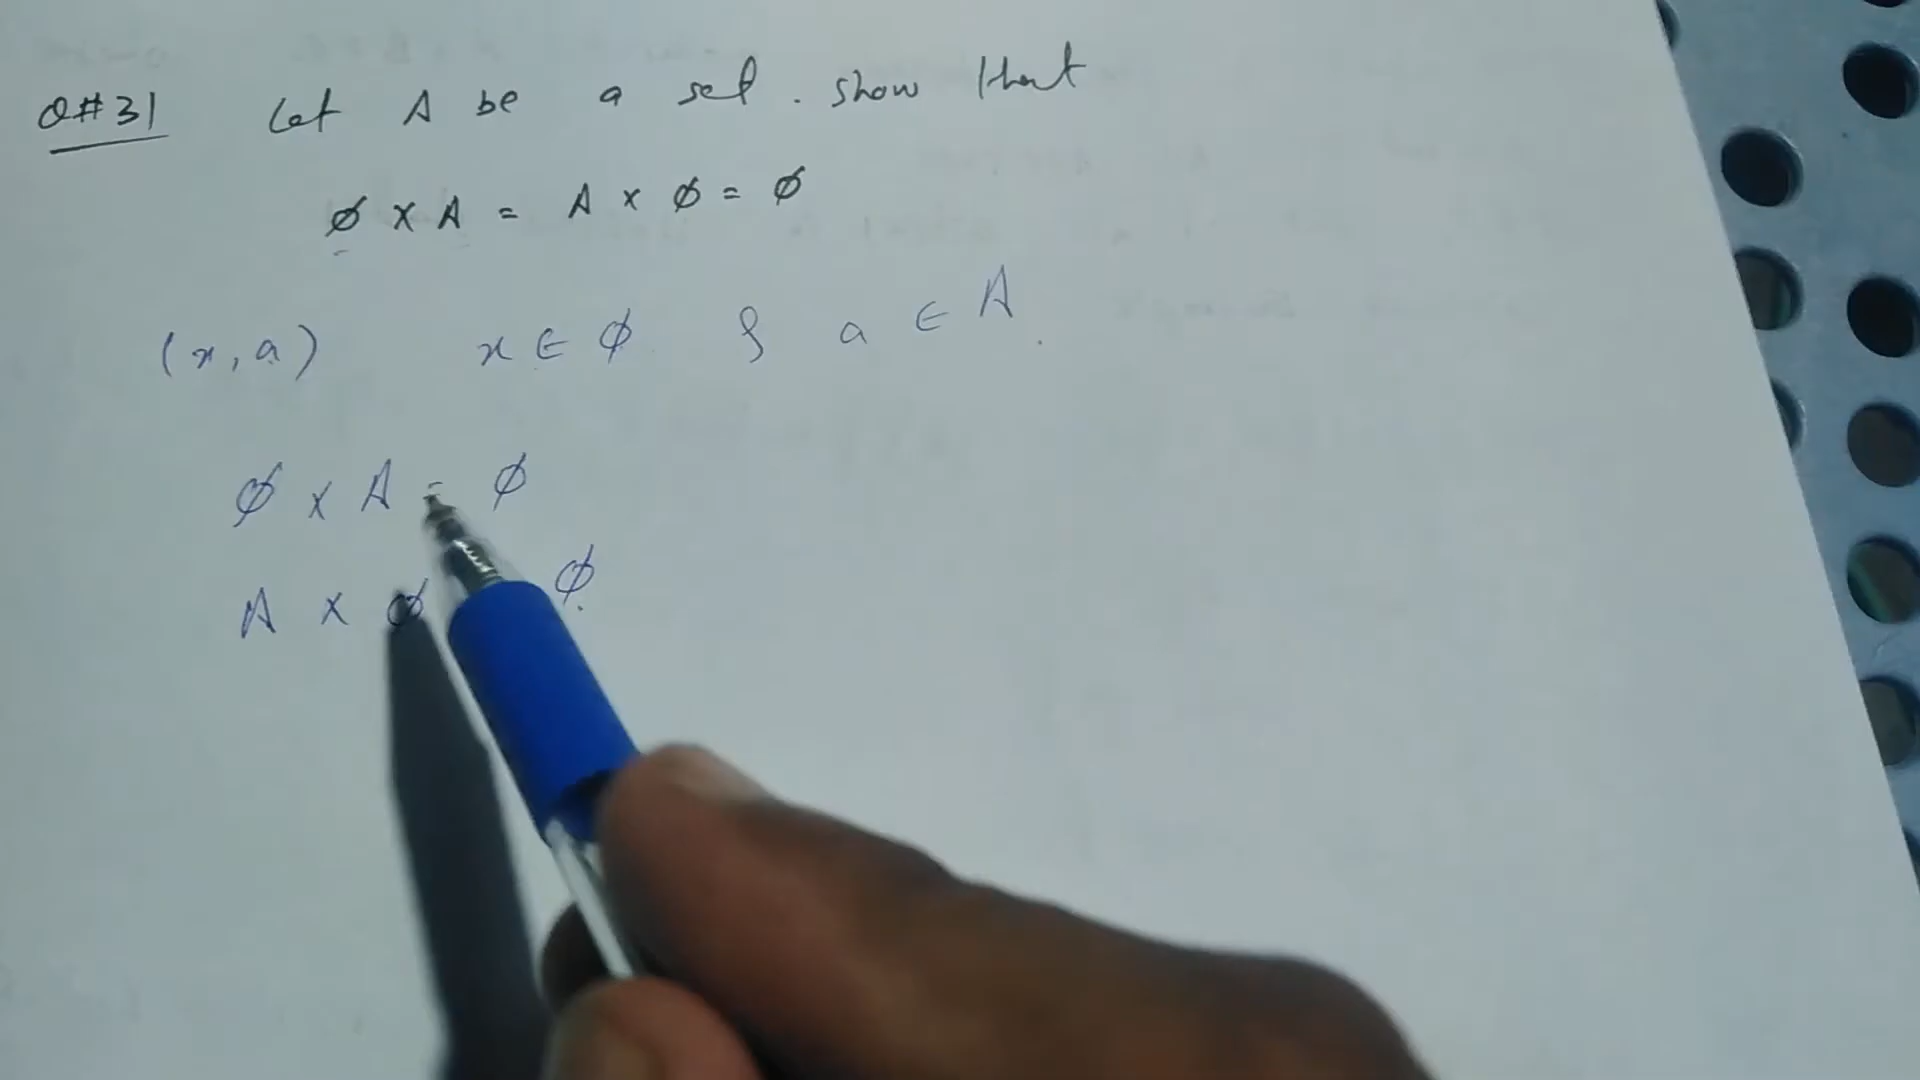 Q#31 Let A be a set. show that
∅ × A = A × ∅ = ∅
(x, a) x ∈ ∅ & a ∈ A.
∅ × A = ∅
A × ∅ ∅